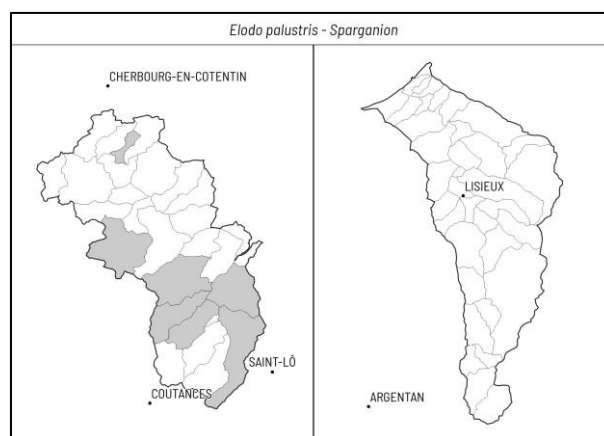 Elodo palustris - Sparganion
CHERBOURG-EN-COTENTIN
SAINT-LÔ
COUTANCES
LISIEUX
ARGENTAN